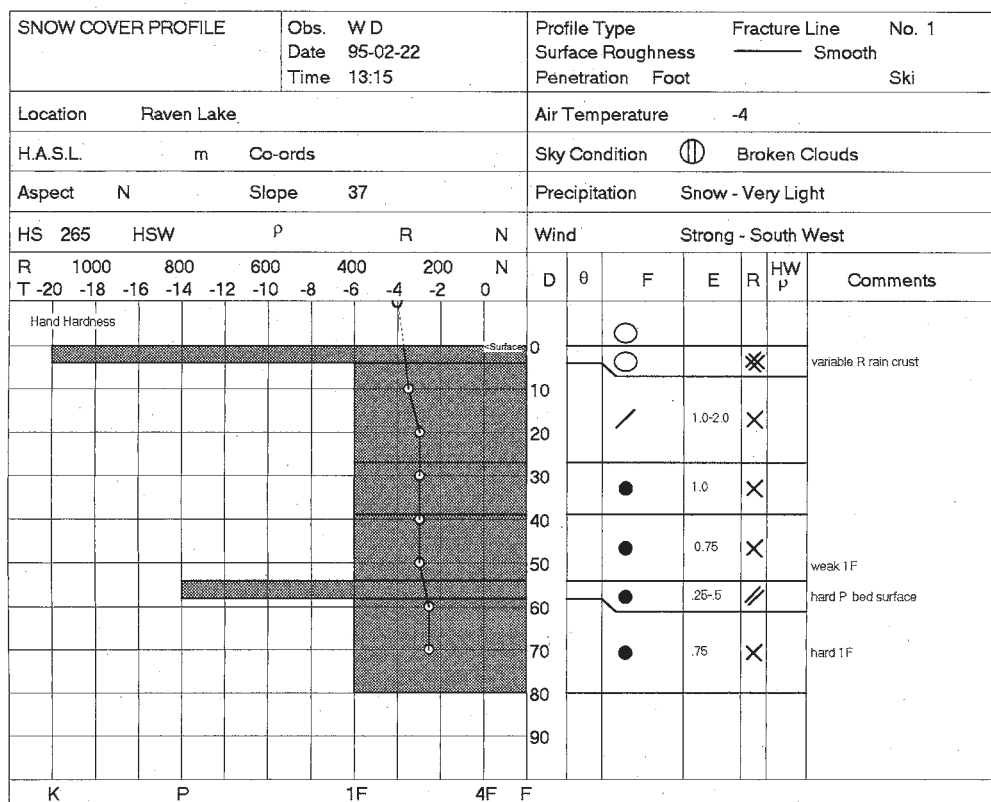 SNOW COVER PROFILE
Obs. W D
Date 95-02-22
Time 13:15
Profile Type Fracture Line No. 1
Surface Roughness Smooth
Penetration Foot Ski
Location Raven Lake
Air Temperature -4
H.A.S.L. m Co-ords
Sky Condition Broken Clouds
Aspect N Slope 37
Precipitation Snow - Very Light
HS 265 HSW ρ R N
Wind Strong - South West
R 1000 800 600 400 200 N
T -20 -18 -16 -14 -12 -10 -8 -6 -4 -2 0
D θ F E R HW ρ Comments
Hand Hardness
<Surface>
0
variable R rain crust
10
1.0-2.0
20
30
1.0
40
0.75
50
weak 1F
.25-.5
hard P bed surface
60
.75
hard 1F
70
80
90
K P 1F 4F F